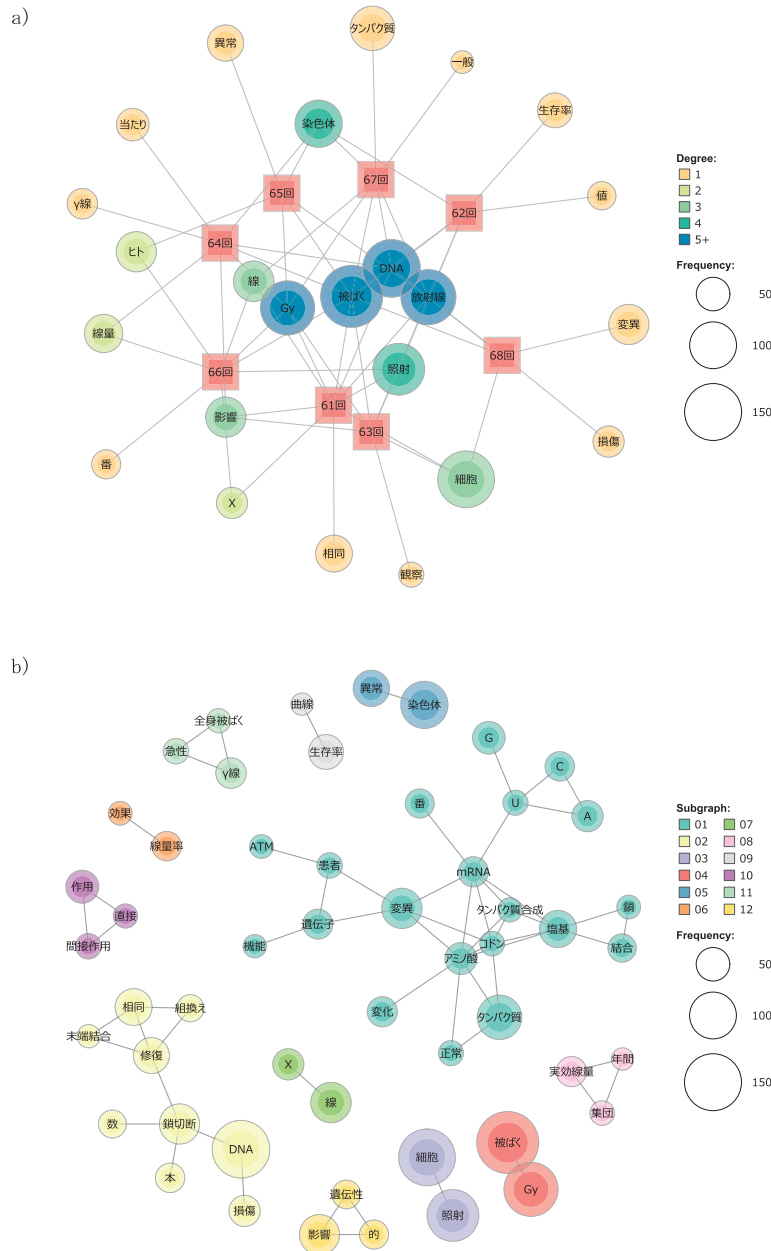 a)
タンパク質
異常
一般
生存率
当たり
染色体
67回
65回
値
62回
γ線
64回
ヒト
DNA
線
被ばく
放射線
Gy
変異
線量
68回
照射
66回
61回
影響
63回
損傷
番
細胞
X
相同
観察
Degree:
1
2
3
4
5+
Frequency:
50
100
150
b)
異常
染色体
曲線
全身被ばく
急性
生存率
γ線
G
C
U
A
番
効果
線量率
ATM
患者
mRNA
作用
直接
間接作用
変異
タンパク質合成
鎖
遺伝子
塩基
機能
コドン
結合
アミノ酸
相同
組換え
変化
タンパク質
末端結合
修復
正常
X
線
実効線量
年間
集団
数
鎖切断
DNA
本
損傷
被ばく
細胞
Gy
照射
遺伝性
影響
的
Subgraph:
01 07
02 08
03 09
04 10
05 11
06 12
Frequency:
50
100
150